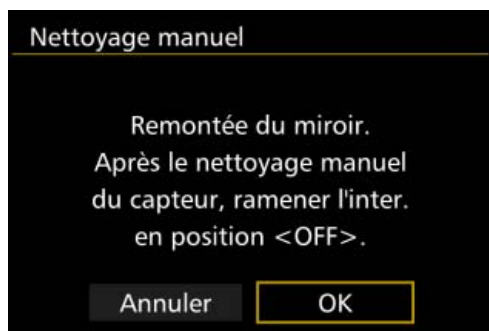 Nettoyage manuel
Remontée du miroir.
Après le nettoyage manuel
du capteur, ramener l'inter.
en position <OFF>.
Annuler OK